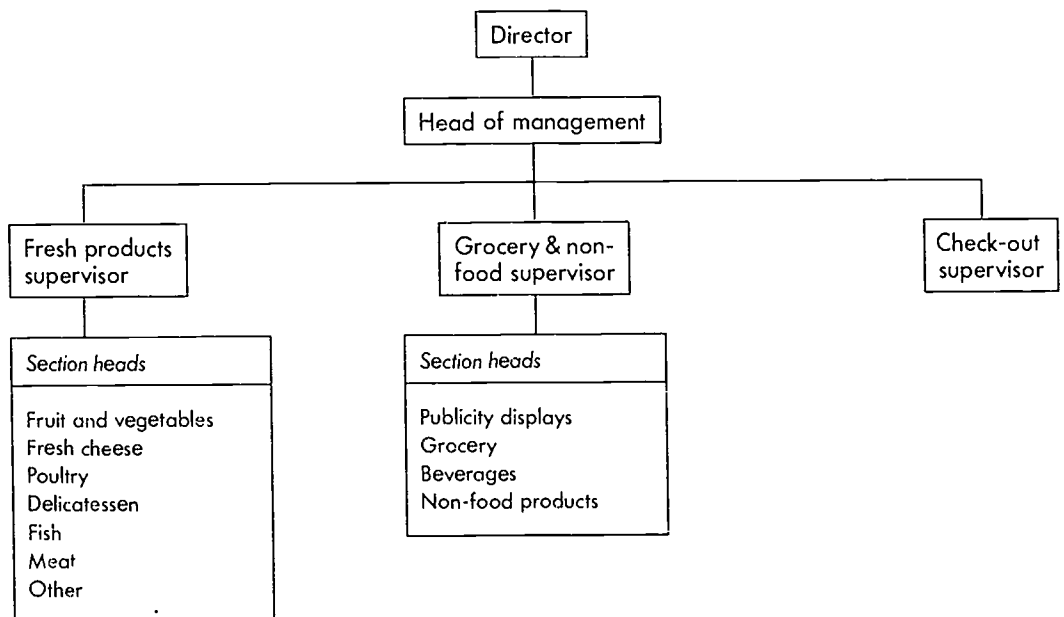 Director
Head of management
Fresh products
supervisor
Grocery & non-
food supervisor
Check-out
supervisor
Section heads
Fruit and vegetables
Fresh cheese
Poultry
Delicatessen
Fish
Meat
Other
Section heads
Publicity displays
Grocery
Beverages
Non-food products